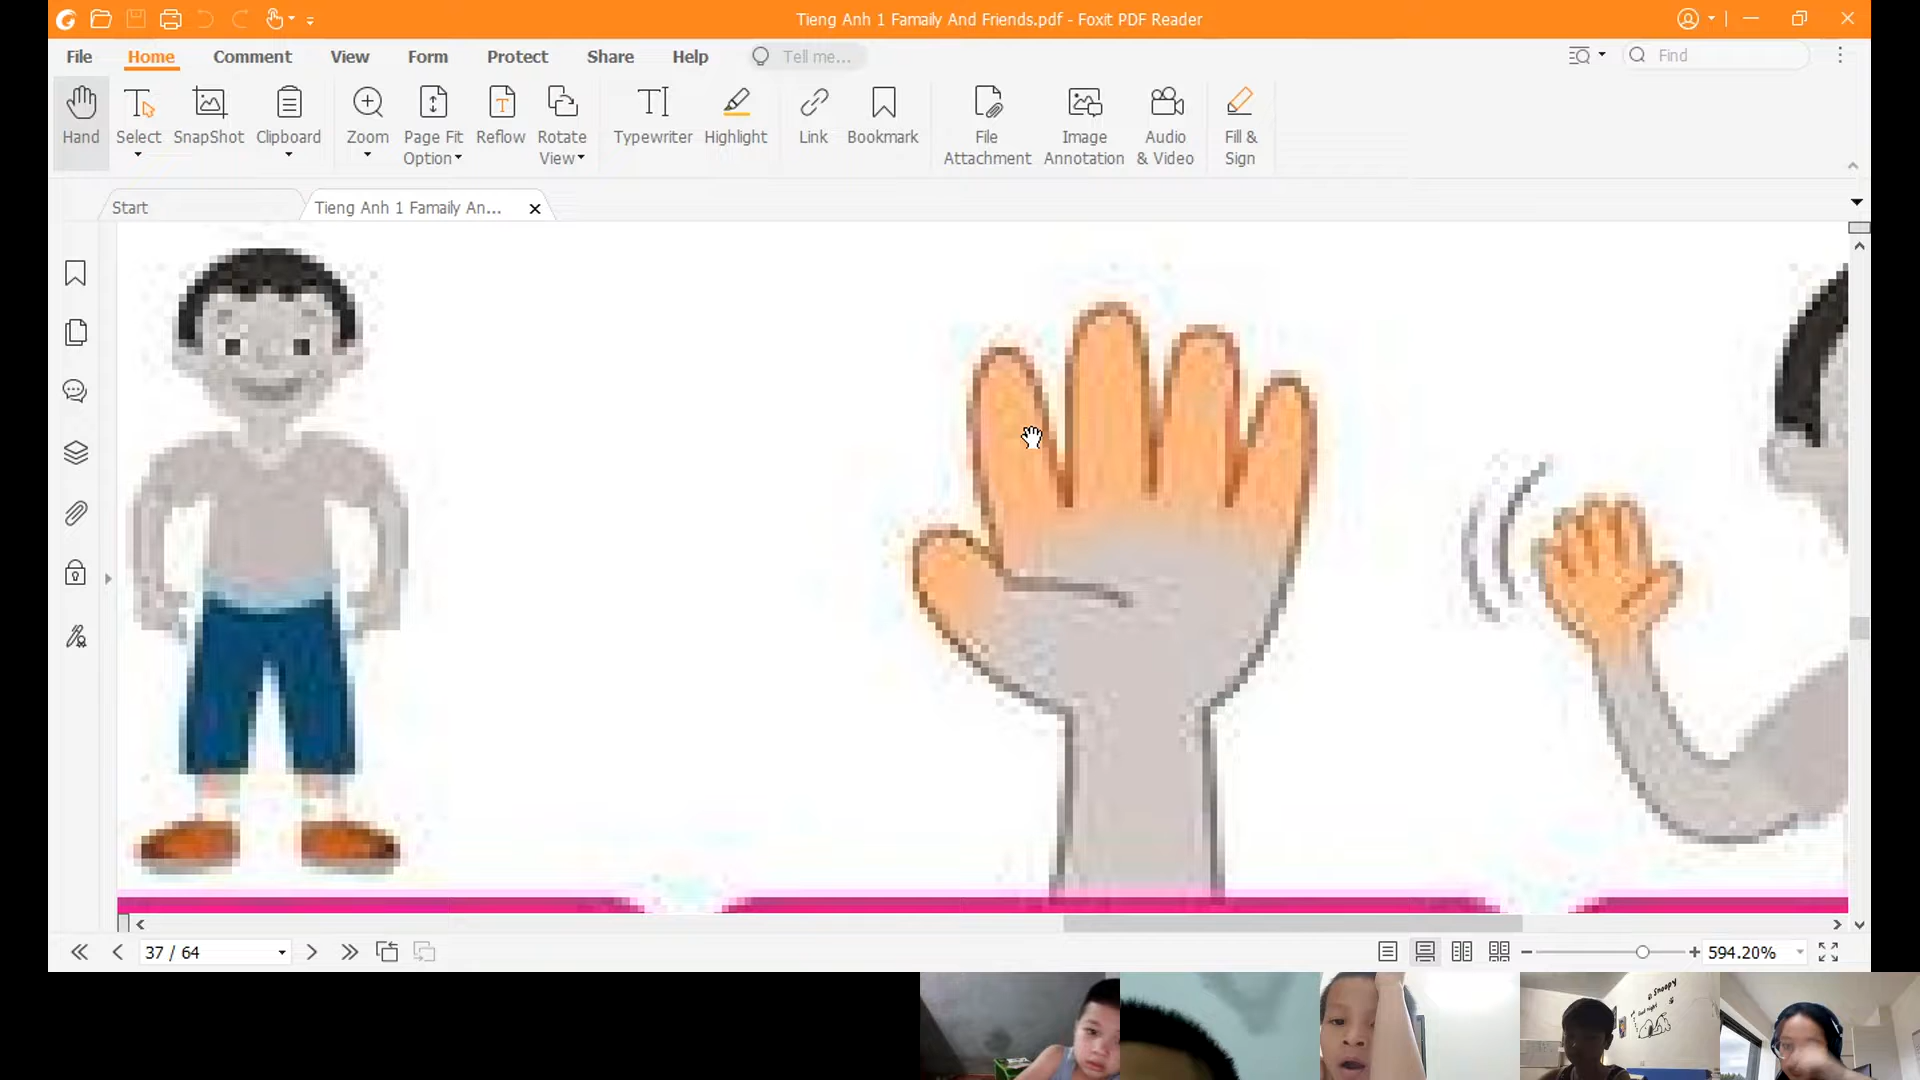 Tieng Anh 1 Famaily And Friends.pdf - Foxit PDF Reader
File Home Comment View Form Protect Share Help Tell me... Find
Hand Select SnapShot Clipboard Zoom Page Fit Option Reflow Rotate View Typewriter Highlight Link Bookmark File Attachment Image Annotation Audio & Video Fill & Sign
Start Tieng Anh 1 Famaily An...
37 / 64 594.20%
Snoopy